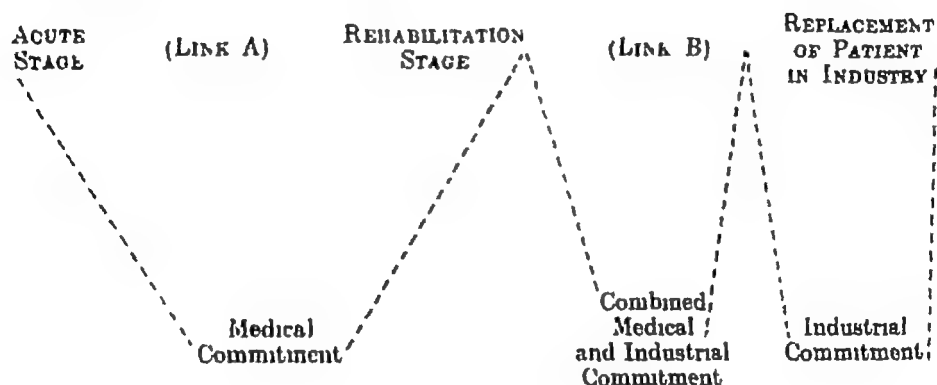 ACUTE
STAGE
(LINK A)
REHABILITATION
STAGE
(LINK B)
REPLACEMENT
OF PATIENT
IN INDUSTRY
Medical
Commitment
Combined
Medical
and Industrial
Commitment
Industrial
Commitment